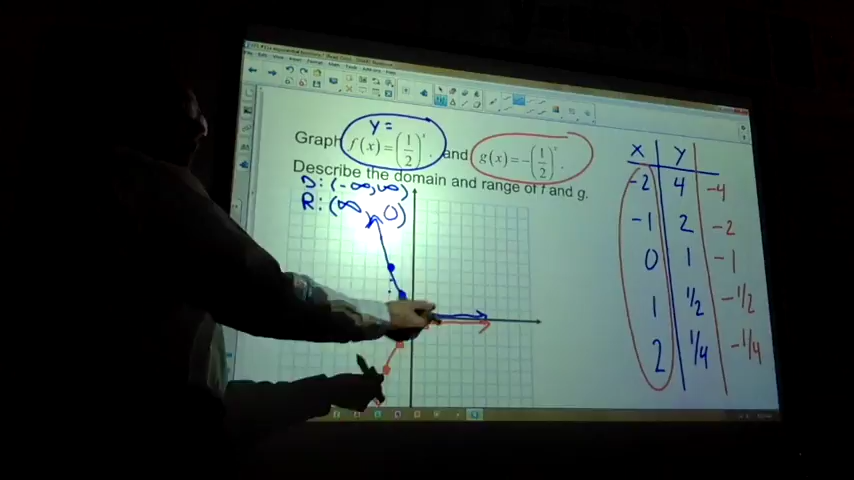 y =
Graph f(x) = (1/2)^x, and g(x) = -(1/2)^x.
Describe the domain and range of f and g.
D: (-∞, ∞)
R: (∞, 0)
X Y
-2 4 -4
-1 2 -2
0 1 -1
1 1/2 -1/2
2 1/4 -1/4